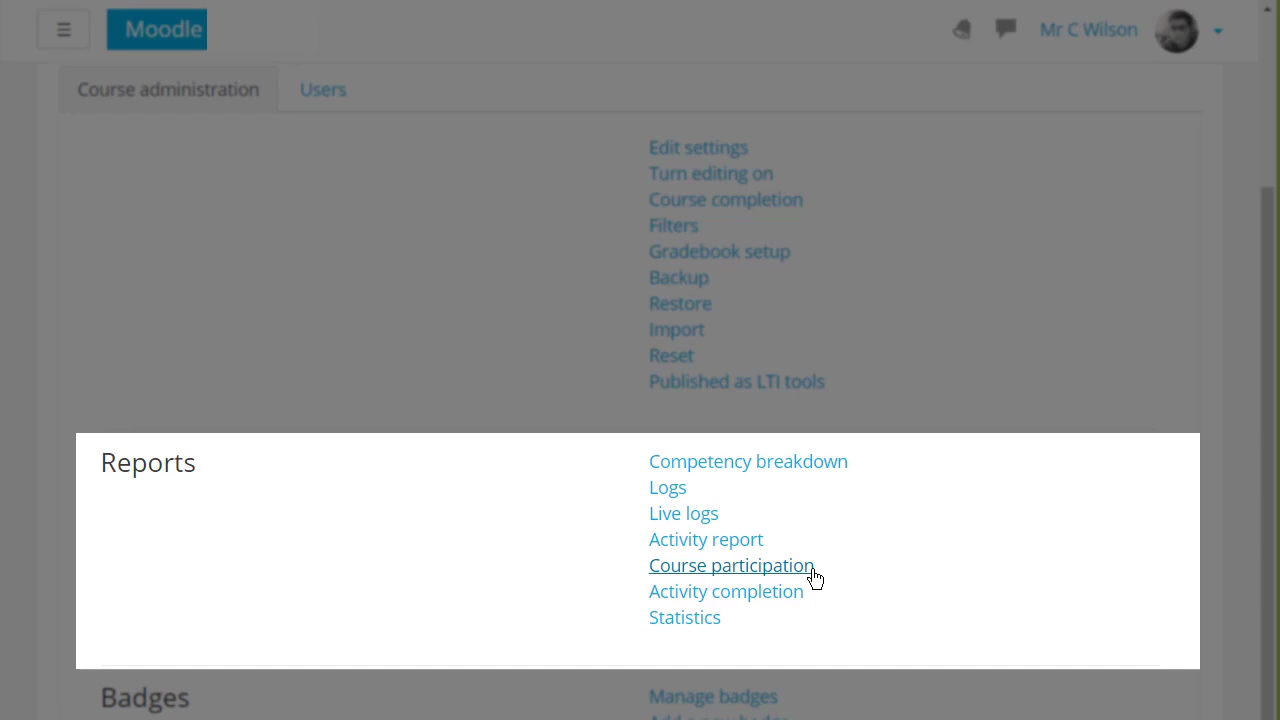 Moodle
Mr C Wilson
Course administration
Users
Edit settings
Turn editing on
Course completion
Filters
Gradebook setup
Backup
Restore
Import
Reset
Published as LTI tools
Reports
Competency breakdown
Logs
Live logs
Activity report
Course participation
Activity completion
Statistics
Badges
Manage badges